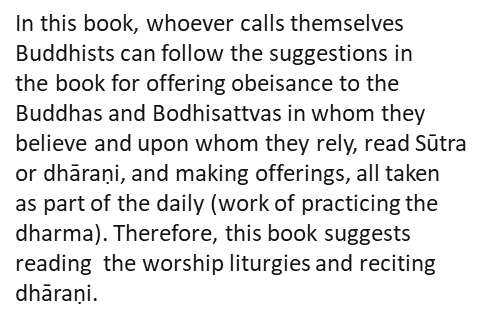 In this book, whoever calls themselves
Buddhists can follow the suggestions in
the book for offering obeisance to the
Buddhas and Bodhisattvas in whom they
believe and upon whom they rely, read Sūtra
or dhāraṇi, and making offerings, all taken
as part of the daily (work of practicing the
dharma). Therefore, this book suggests
reading  the worship liturgies and reciting
dhāraṇi.